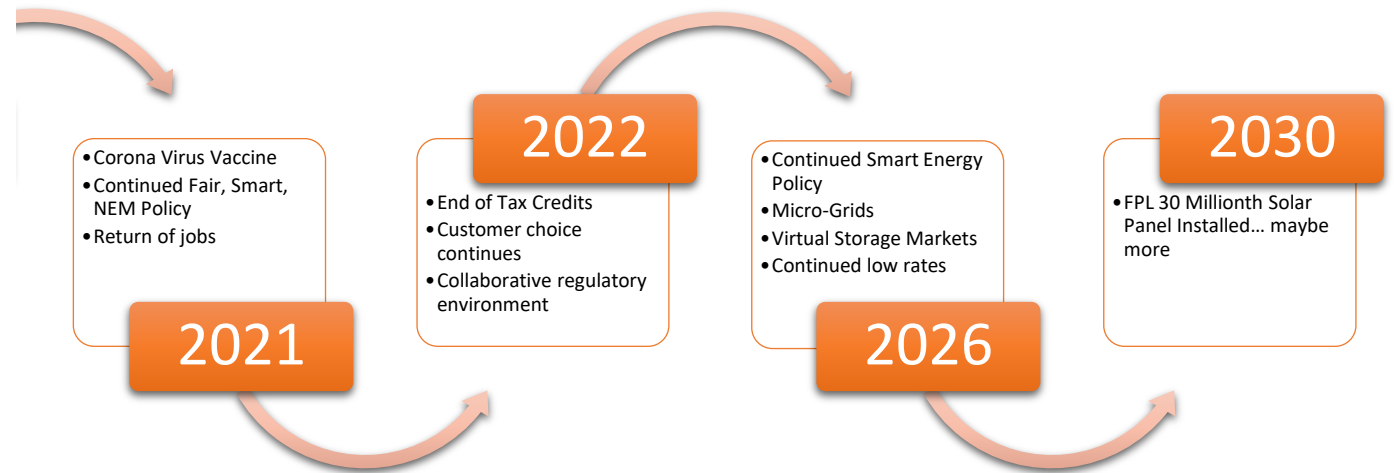 •Corona Virus Vaccine
•Continued Fair, Smart,
NEM Policy
•Return of jobs
2021
2022
•End of Tax Credits
•Customer choice
continues
•Collaborative regulatory
environment
•Continued Smart Energy
Policy
•Micro-Grids
•Virtual Storage Markets
•Continued low rates
2026
2030
•FPL 30 Millionth Solar
Panel Installed… maybe
more